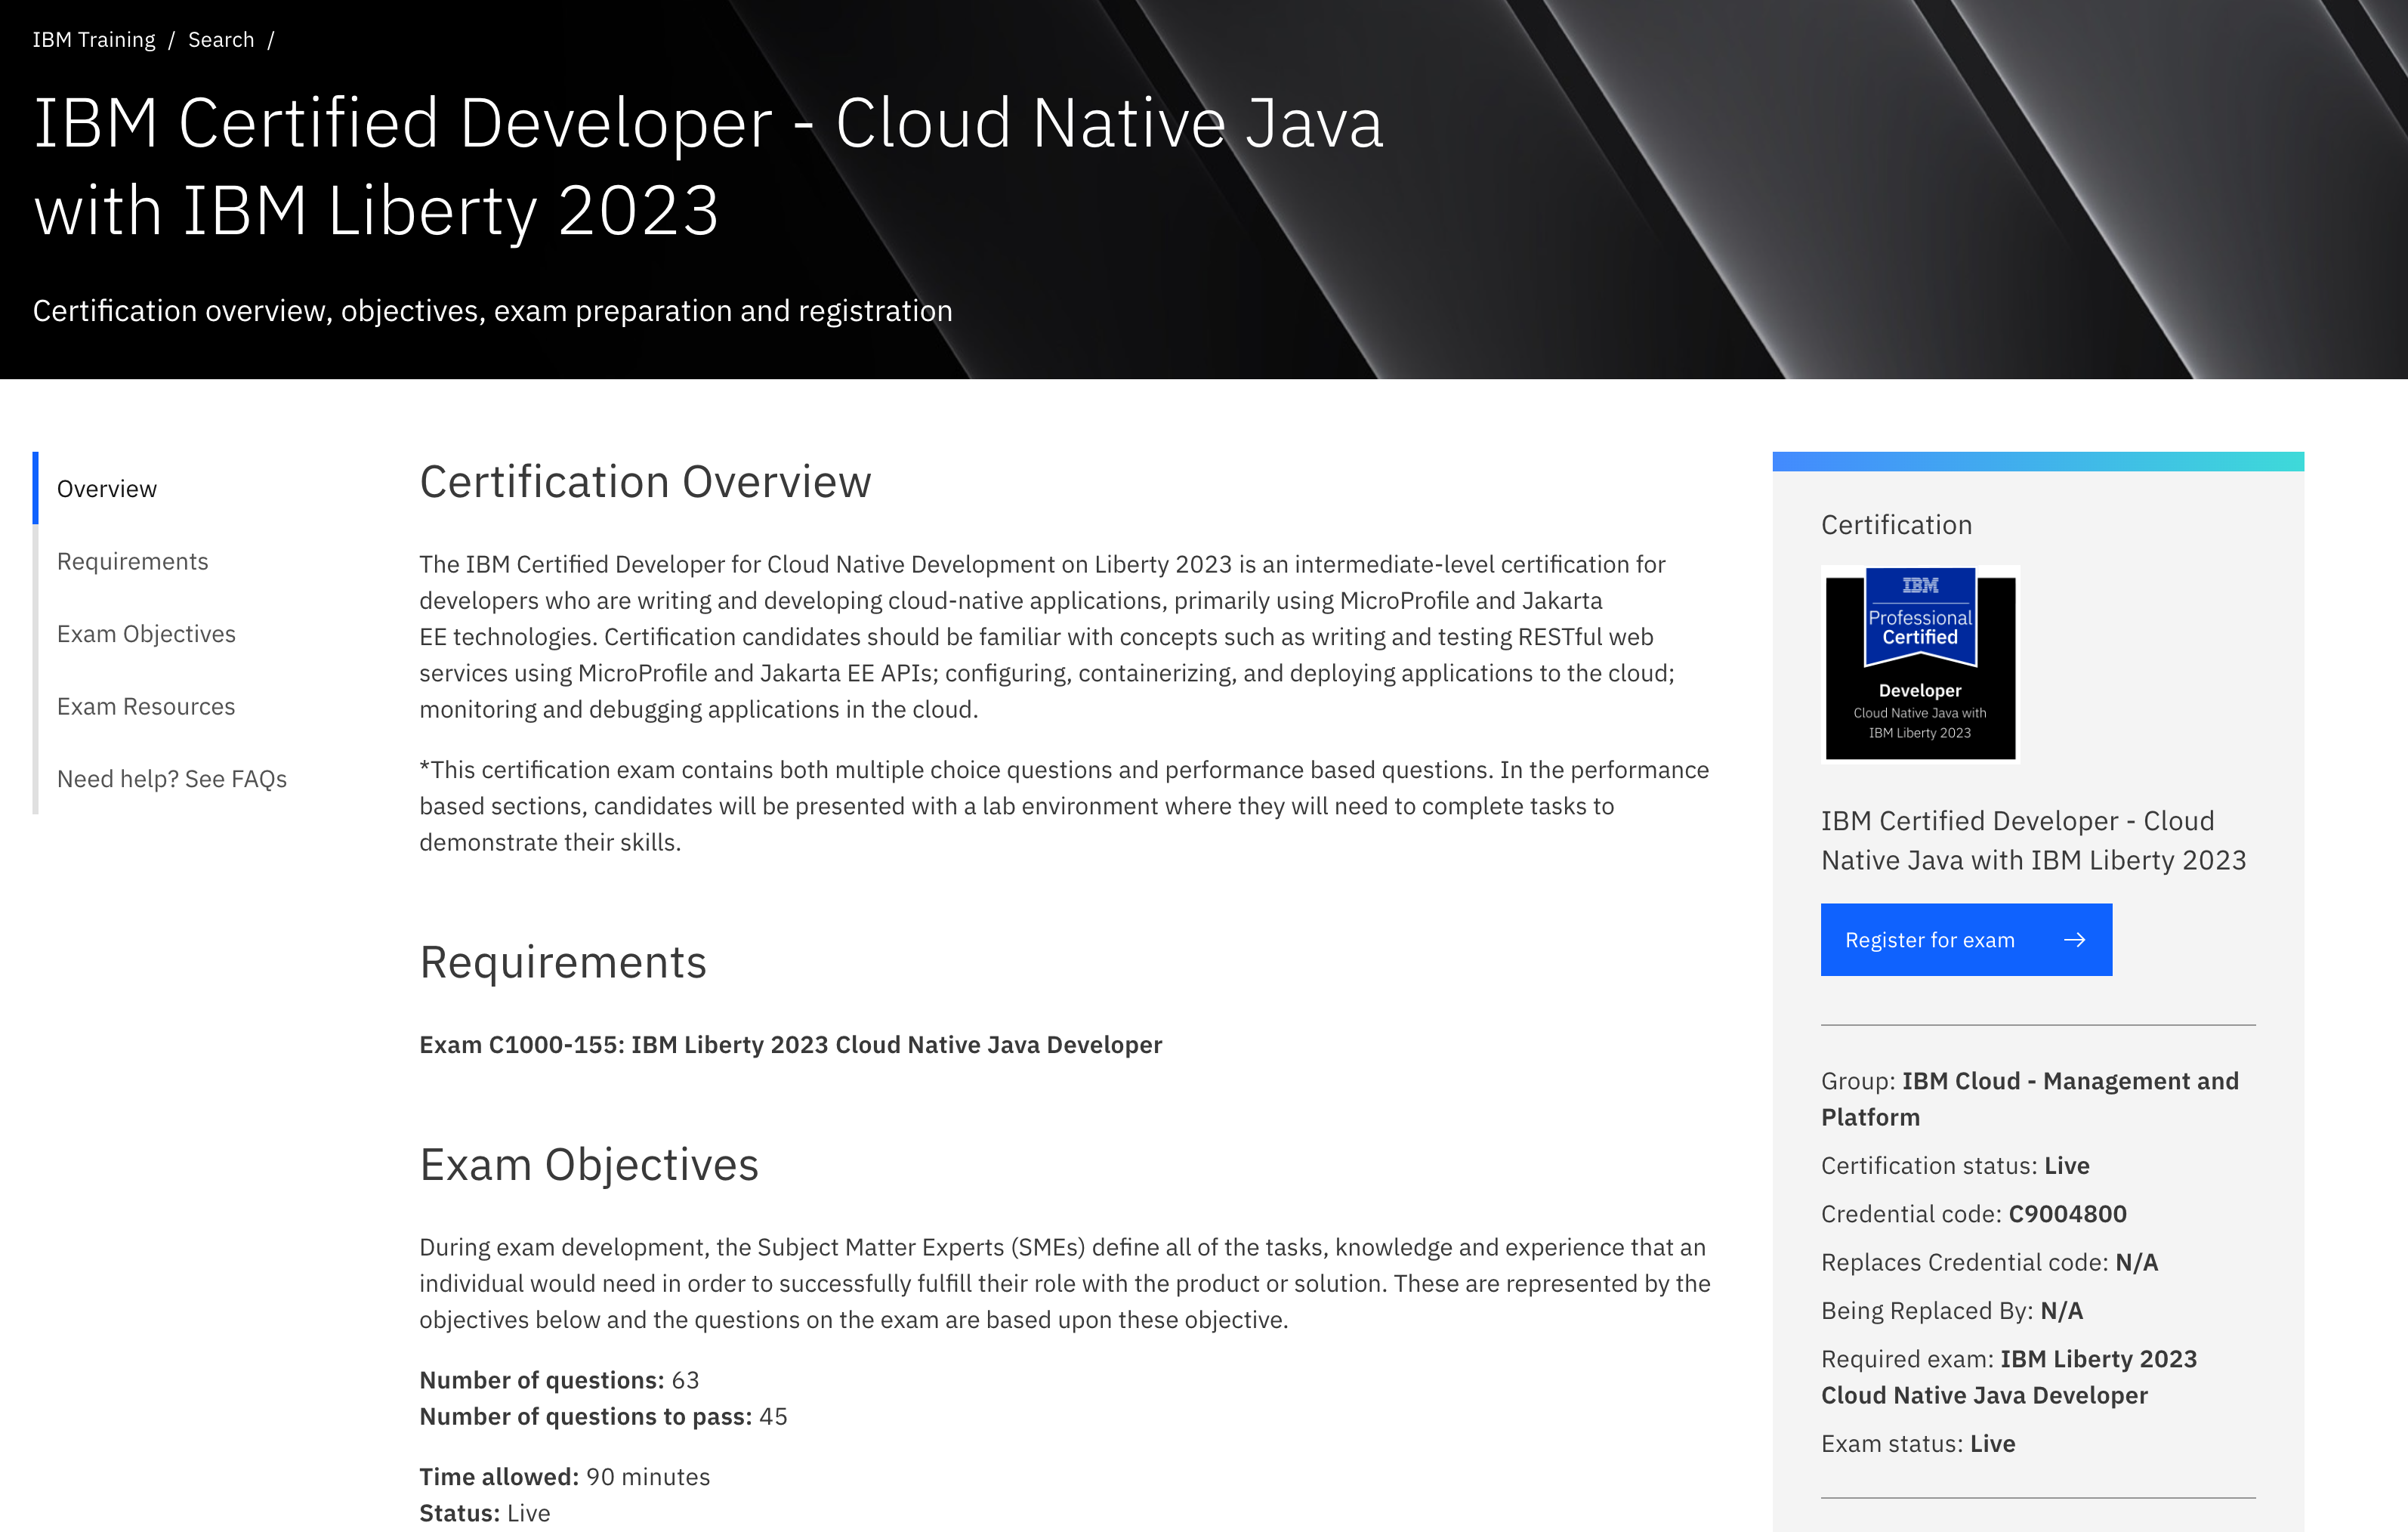 IBM Training / Search /
IBM Certified Developer - Cloud Native Java
with IBM Liberty 2023
Certification overview, objectives, exam preparation and registration
Overview
Requirements
Exam Objectives
Exam Resources
Need help? See FAQs
Certification Overview
The IBM Certified Developer for Cloud Native Development on Liberty 2023 is an intermediate-level certification for
developers who are writing and developing cloud-native applications, primarily using MicroProfile and Jakarta
EE technologies. Certification candidates should be familiar with concepts such as writing and testing RESTful web
services using MicroProfile and Jakarta EE APIs; configuring, containerizing, and deploying applications to the cloud;
monitoring and debugging applications in the cloud.
*This certification exam contains both multiple choice questions and performance based questions. In the performance
based sections, candidates will be presented with a lab environment where they will need to complete tasks to
demonstrate their skills.
Requirements
Exam C1000-155: IBM Liberty 2023 Cloud Native Java Developer
Exam Objectives
During exam development, the Subject Matter Experts (SMEs) define all of the tasks, knowledge and experience that an
individual would need in order to successfully fulfill their role with the product or solution. These are represented by the
objectives below and the questions on the exam are based upon these objective.
Number of questions: 63
Number of questions to pass: 45
Time allowed: 90 minutes
Status: Live
Certification
IBM
Professional
Certified
Developer
Cloud Native Java with
IBM Liberty 2023
IBM Certified Developer - Cloud
Native Java with IBM Liberty 2023
Register for exam →
Group: IBM Cloud - Management and
Platform
Certification status: Live
Credential code: C9004800
Replaces Credential code: N/A
Being Replaced By: N/A
Required exam: IBM Liberty 2023
Cloud Native Java Developer
Exam status: Live